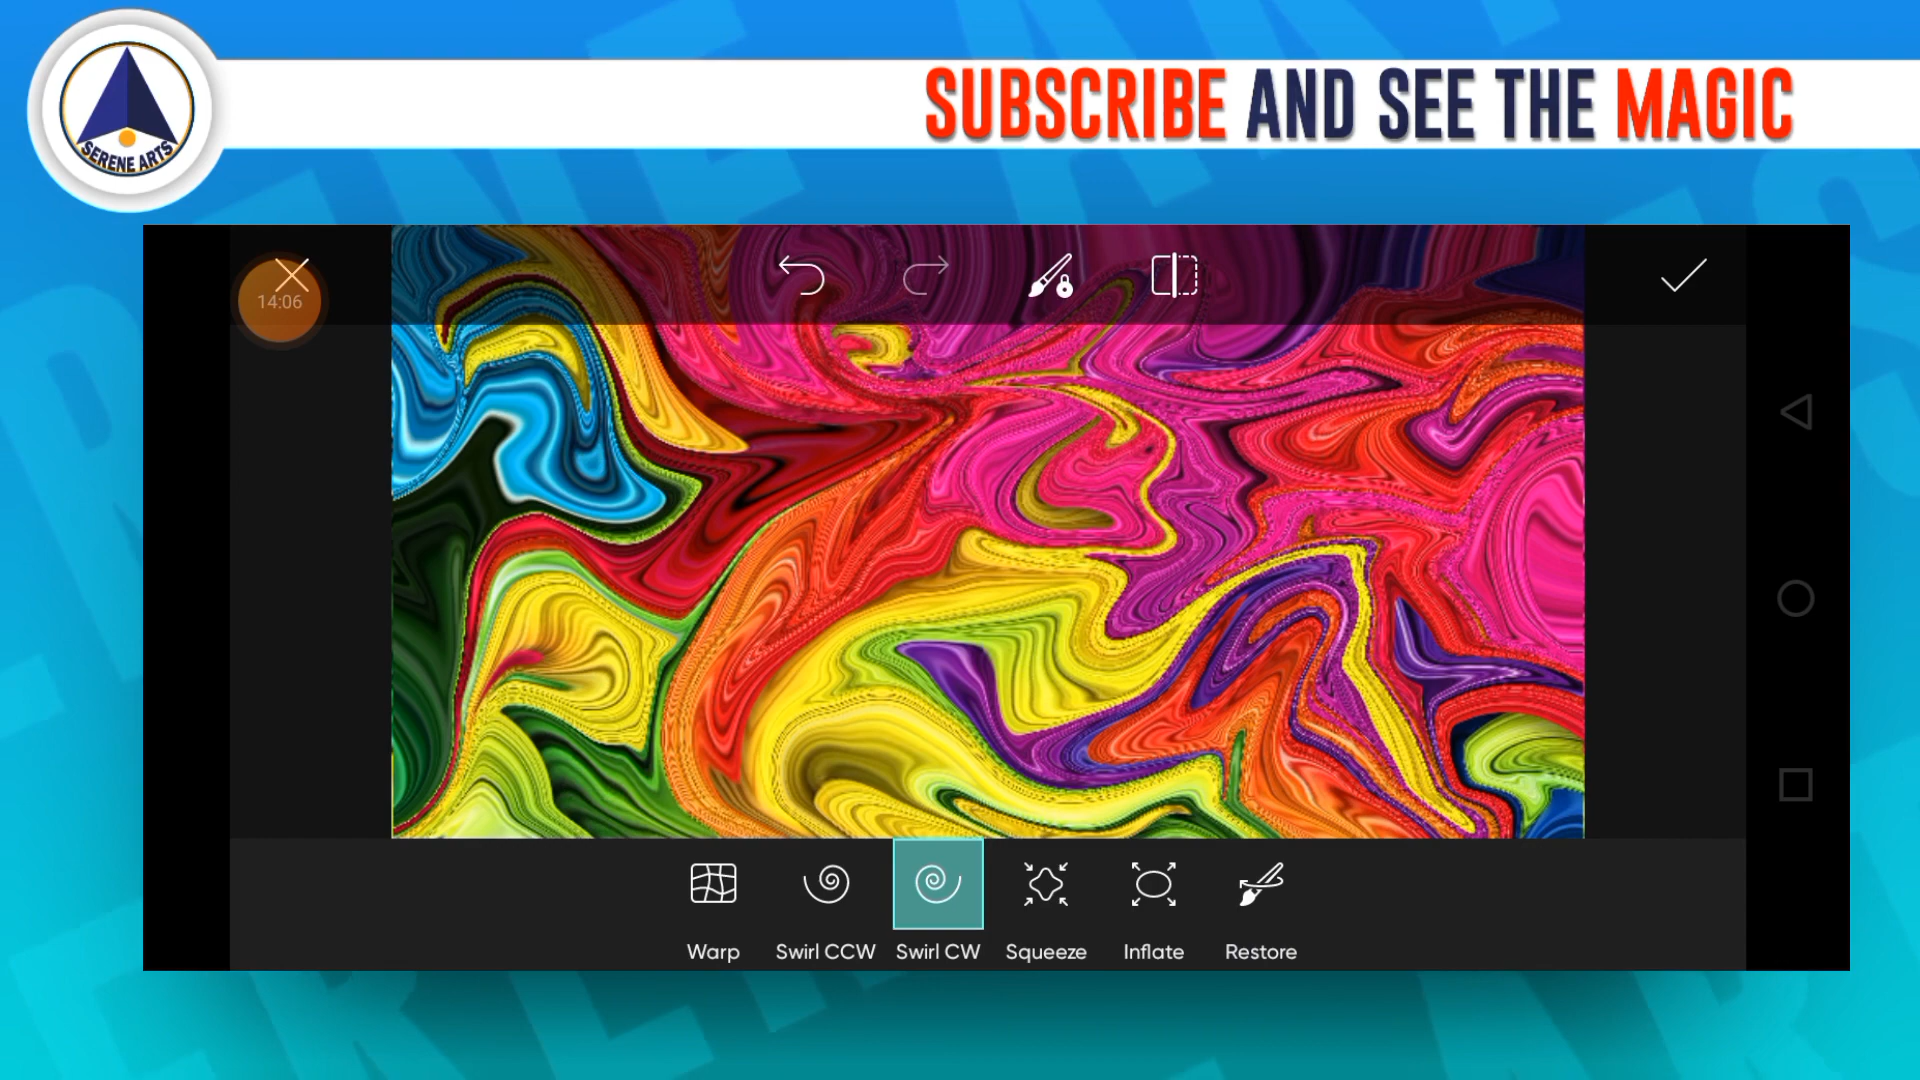 SUBSCRIBE AND SEE THE MAGIC
SERENE ARTS
14:06
Warp
Swirl CCW
Swirl CW
Squeeze
Inflate
Restore